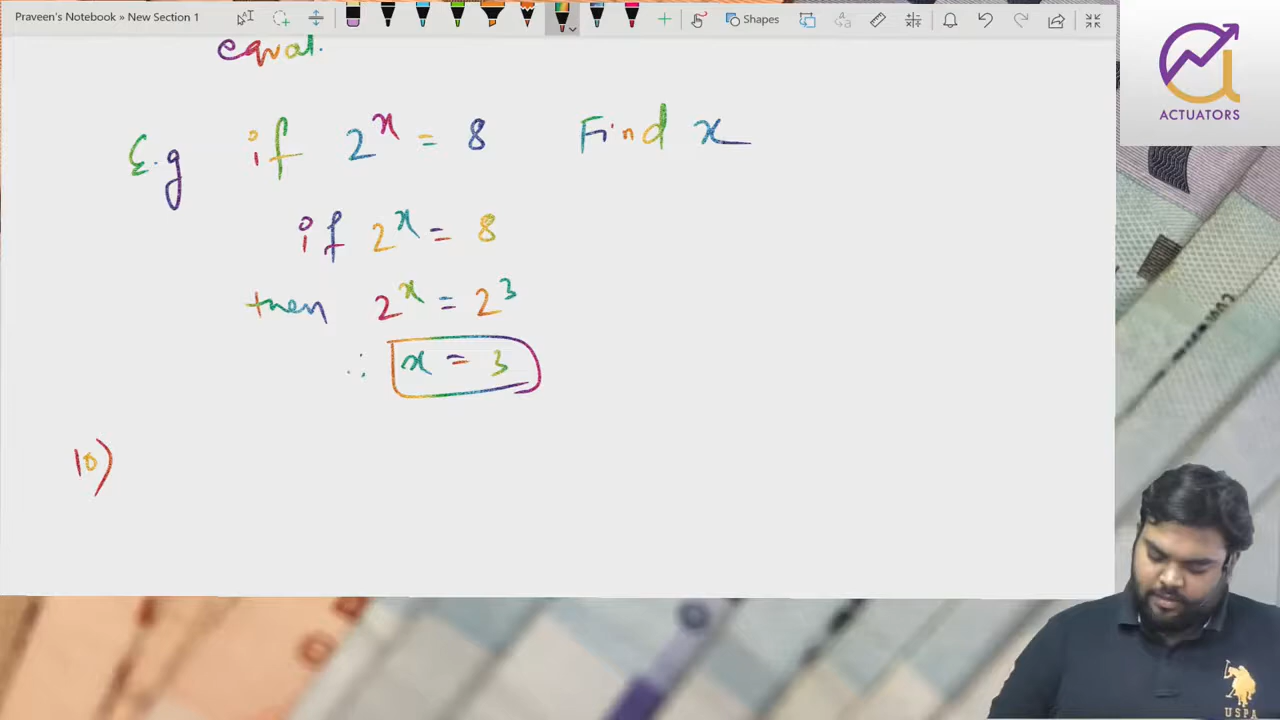 Praveen's Notebook » New Section 1
Shapes
equal.
E.g if 2^x = 8 Find x
if 2^x = 8
then 2^x = 2^3
∴ x = 3
10)
ACTUATORS
USPA